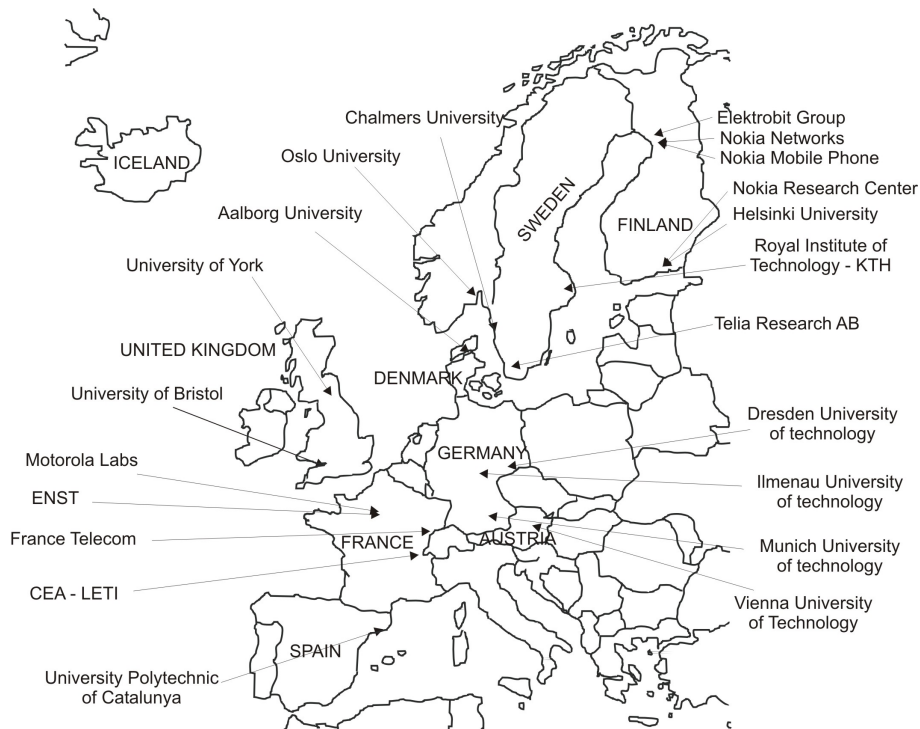 Chalmers University
Elektrobit Group
Nokia Networks
Nokia Mobile Phone
Oslo University
ICELAND
Nokia Research Center
Helsinki University
Aalborg University
SWEDEN
FINLAND
Royal Institute of
Technology - KTH
University of York
Telia Research AB
UNITED KINGDOM
DENMARK
University of Bristol
Dresden University
of technology
GERMANY
Motorola Labs
Ilmenau University
of technology
ENST
France Telecom
FRANCE
AUSTRIA
Munich University
of technology
CEA - LETI
Vienna University
of Technology
SPAIN
University Polytechnic
of Catalunya